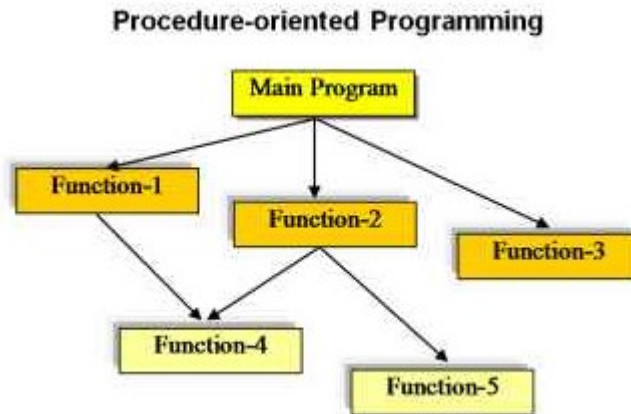 Procedure-oriented Programming
Main Program
Function-1
Function-2
Function-3
Function-4
Function-5